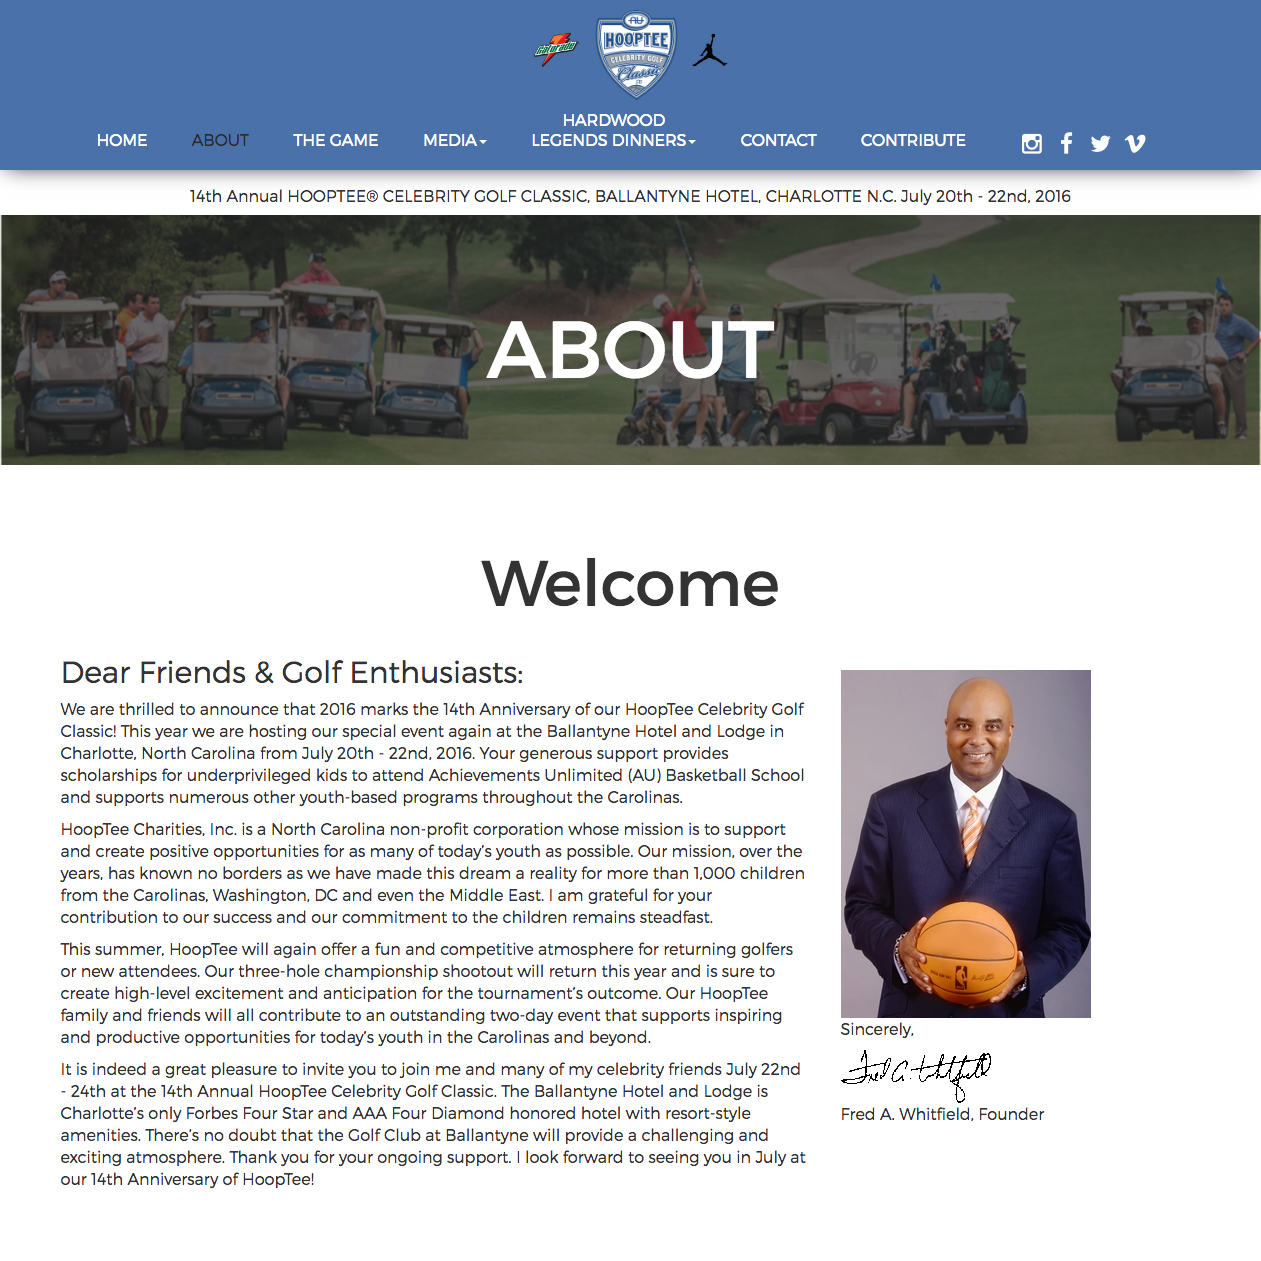 Gatorade
AU
HOOPTEE
CELEBRITY GOLF
Classic
HOME
ABOUT
THE GAME
MEDIA
HARDWOOD
LEGENDS DINNERS
CONTACT
CONTRIBUTE
14th Annual HOOPTEE® CELEBRITY GOLF CLASSIC, BALLANTYNE HOTEL, CHARLOTTE N.C. July 20th - 22nd, 2016
ABOUT
Welcome
Dear Friends & Golf Enthusiasts:
We are thrilled to announce that 2016 marks the 14th Anniversary of our HoopTee Celebrity Golf
Classic! This year we are hosting our special event again at the Ballantyne Hotel and Lodge in
Charlotte, North Carolina from July 20th - 22nd, 2016. Your generous support provides
scholarships for underprivileged kids to attend Achievements Unlimited (AU) Basketball School
and supports numerous other youth-based programs throughout the Carolinas.
HoopTee Charities, Inc. is a North Carolina non-profit corporation whose mission is to support
and create positive opportunities for as many of today's youth as possible. Our mission, over the
years, has known no borders as we have made this dream a reality for more than 1,000 children
from the Carolinas, Washington, DC and even the Middle East. I am grateful for your
contribution to our success and our commitment to the children remains steadfast.
This summer, HoopTee will again offer a fun and competitive atmosphere for returning golfers
or new attendees. Our three-hole championship shootout will return this year and is sure to
create high-level excitement and anticipation for the tournament's outcome. Our HoopTee
family and friends will all contribute to an outstanding two-day event that supports inspiring
and productive opportunities for today's youth in the Carolinas and beyond.
It is indeed a great pleasure to invite you to join me and many of my celebrity friends July 22nd
- 24th at the 14th Annual HoopTee Celebrity Golf Classic. The Ballantyne Hotel and Lodge is
Charlotte's only Forbes Four Star and AAA Four Diamond honored hotel with resort-style
amenities. There's no doubt that the Golf Club at Ballantyne will provide a challenging and
exciting atmosphere. Thank you for your ongoing support. I look forward to seeing you in July at
our 14th Anniversary of HoopTee!
Sincerely,
Fred A. Whitfield
Fred A. Whitfield, Founder